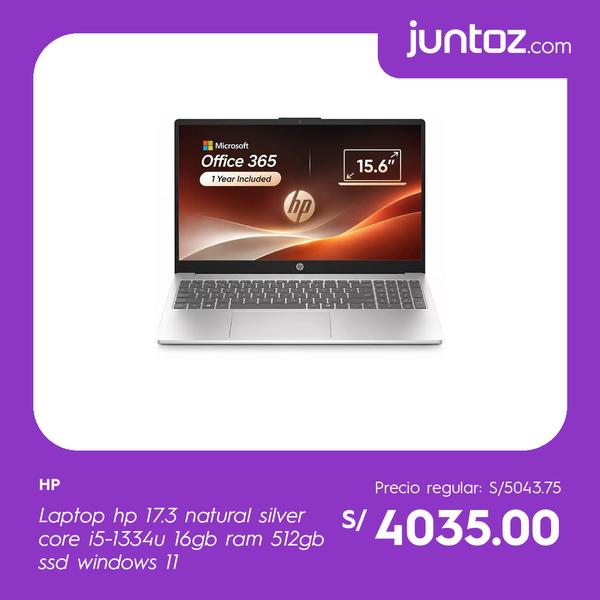 juntoz.com
Microsoft
Office 365
1 Year Included
15.6"
hp
hp
HP
Laptop hp 17.3 natural silver
core i5-1334u 16gb ram 512gb
ssd windows 11
Precio regular: S/5043.75
S/ 4035.00